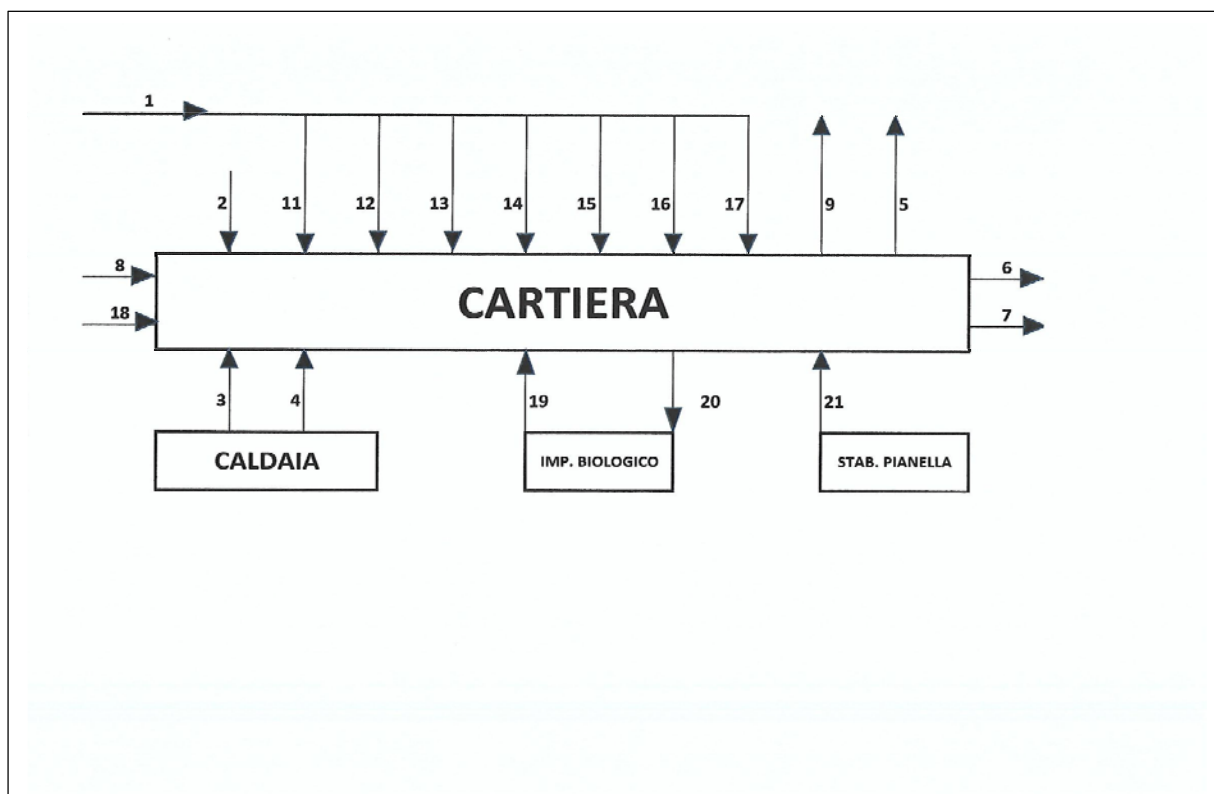 1
2 11 12 13 14 15 16 17 9 5
8 6
CARTIERA
18 7
3 4 19 20 21
CALDAIA IMP. BIOLOGICO STAB. PIANELLA